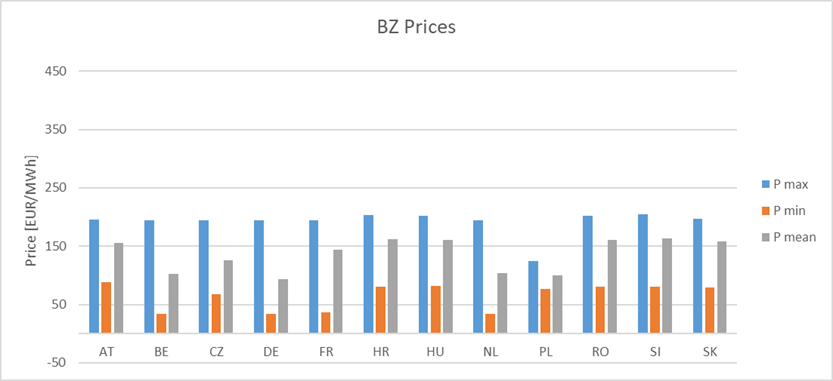 BZ Prices
450
350
250
150
50
-50
Price [EUR/MWh]
AT BE CZ DE FR HR HU NL PL RO SI SK
P max
P min
P mean